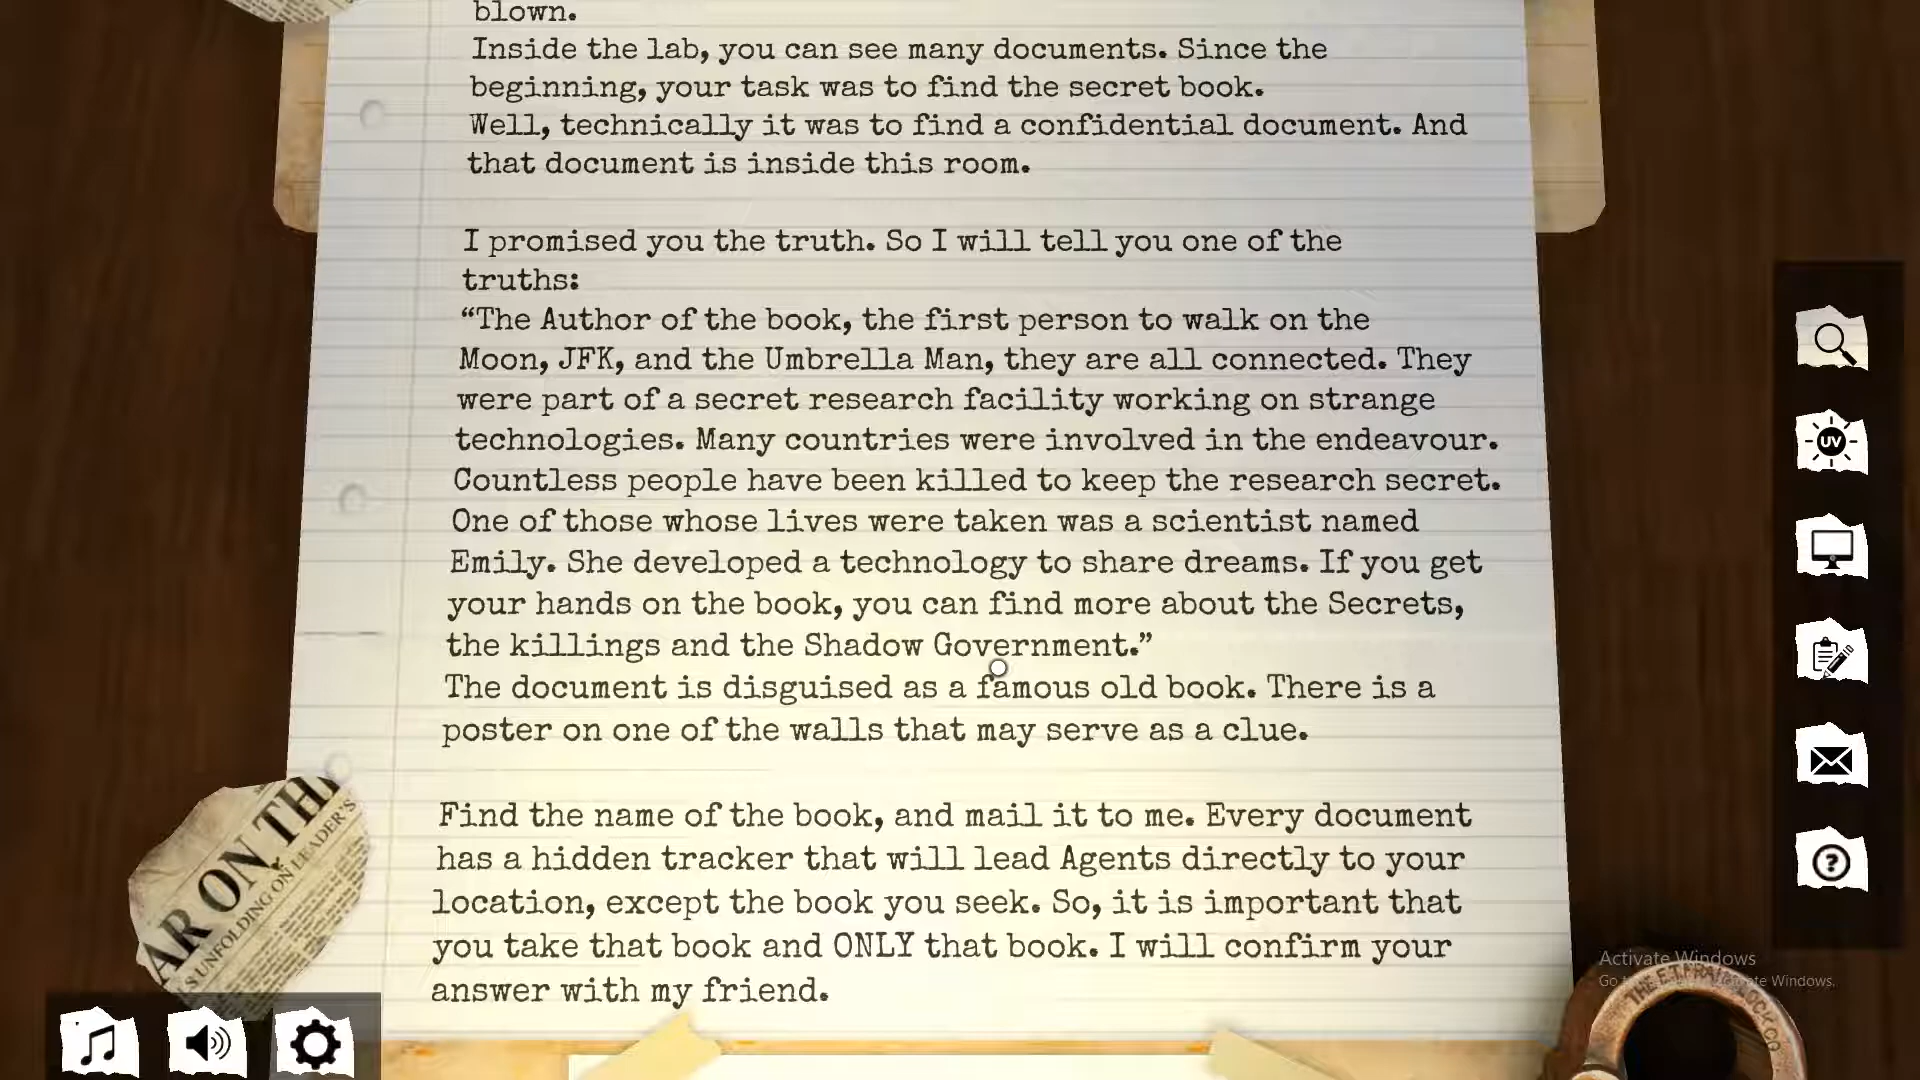 blown.
Inside the lab, you can see many documents. Since the
beginning, your task was to find the secret book.
Well, technically it was to find a confidential document. And
that document is inside this room.
I promised you the truth. So I will tell you one of the
truths:
“The Author of the book, the first person to walk on the
Moon, JFK, and the Umbrella Man, they are all connected. They
were part of a secret research facility working on strange
technologies. Many countries were involved in the endeavour.
Countless people have been killed to keep the research secret.
One of those whose lives were taken was a scientist named
Emily. She developed a technology to share dreams. If you get
your hands on the book, you can find more about the Secrets,
the killings and the Shadow Government.”
The document is disguised as a famous old book. There is a
poster on one of the walls that may serve as a clue.
Find the name of the book, and mail it to me. Every document
has a hidden tracker that will lead Agents directly to your
location, except the book you seek. So, it is important that
you take that book and ONLY that book. I will confirm your
answer with my friend.
AR ON THI
S UNFOLDING ON LEADER'S
UV
?
Activate Windows